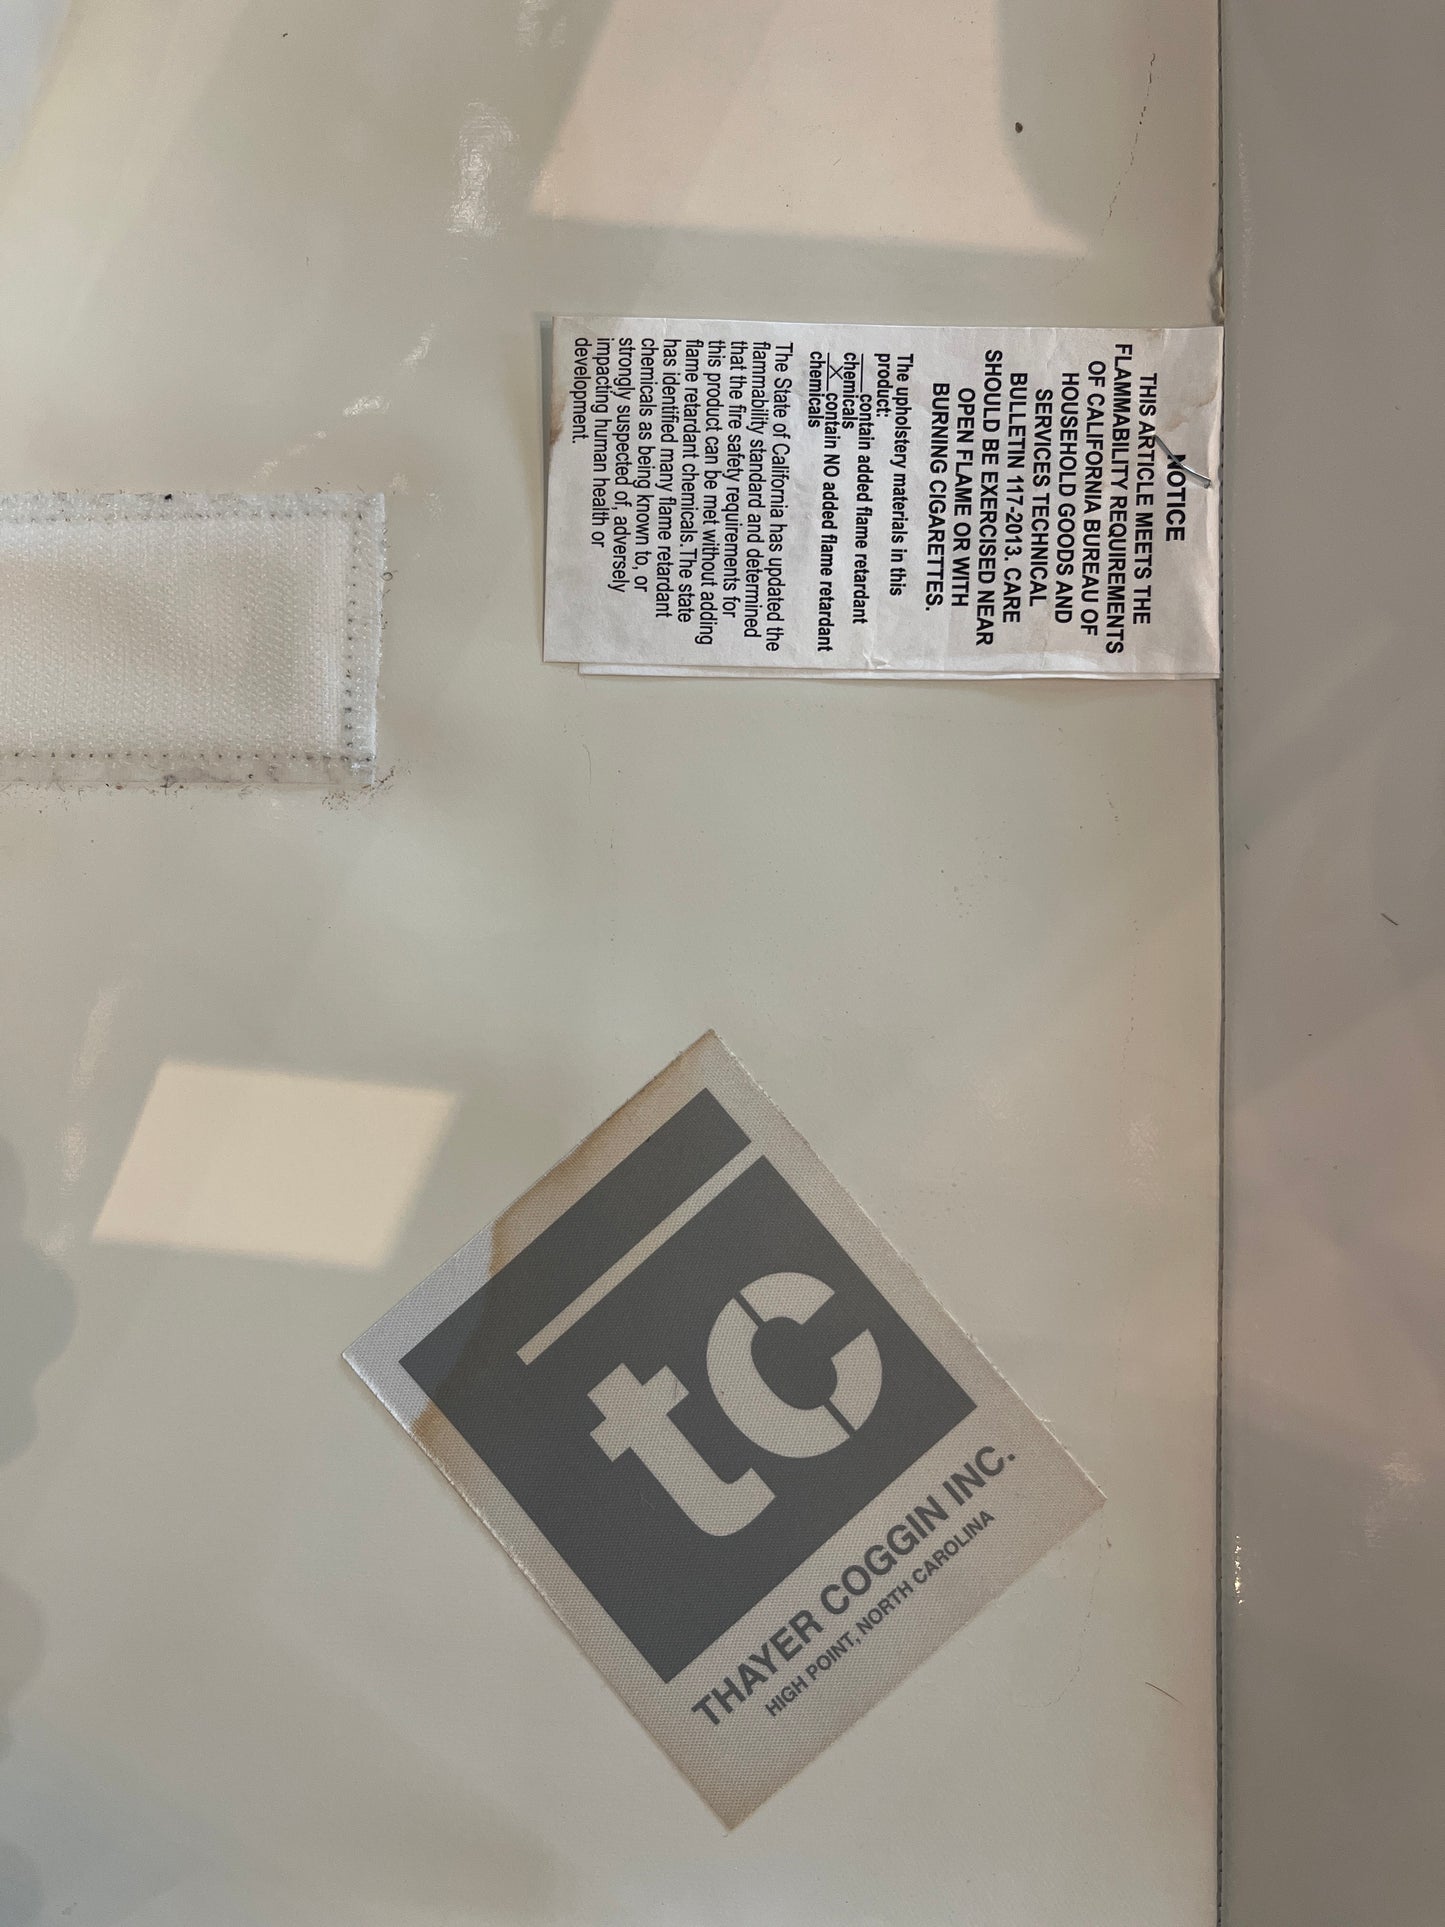 NOTICE
THIS ARTICLE MEETS THE
FLAMMABILITY REQUIREMENTS
OF CALIFORNIA BUREAU OF
HOUSEHOLD GOODS AND
SERVICES TECHNICAL
BULLETIN 117-2013. CARE
SHOULD BE EXERCISED NEAR
OPEN FLAME OR WITH
BURNING CIGARETTES.
The upholstery materials in this
product:
____contain added flame retardant
chemicals
__X__contain NO added flame retardant
chemicals
The State of California has updated the
flammability standard and determined
that the fire safety requirements for
this product can be met without adding
flame retardant chemicals. The state
has identified many flame retardant
chemicals as being known to, or
strongly suspected of, adversely
impacting human health or
development.
tc
THAYER COGGIN INC.
HIGH POINT, NORTH CAROLINA